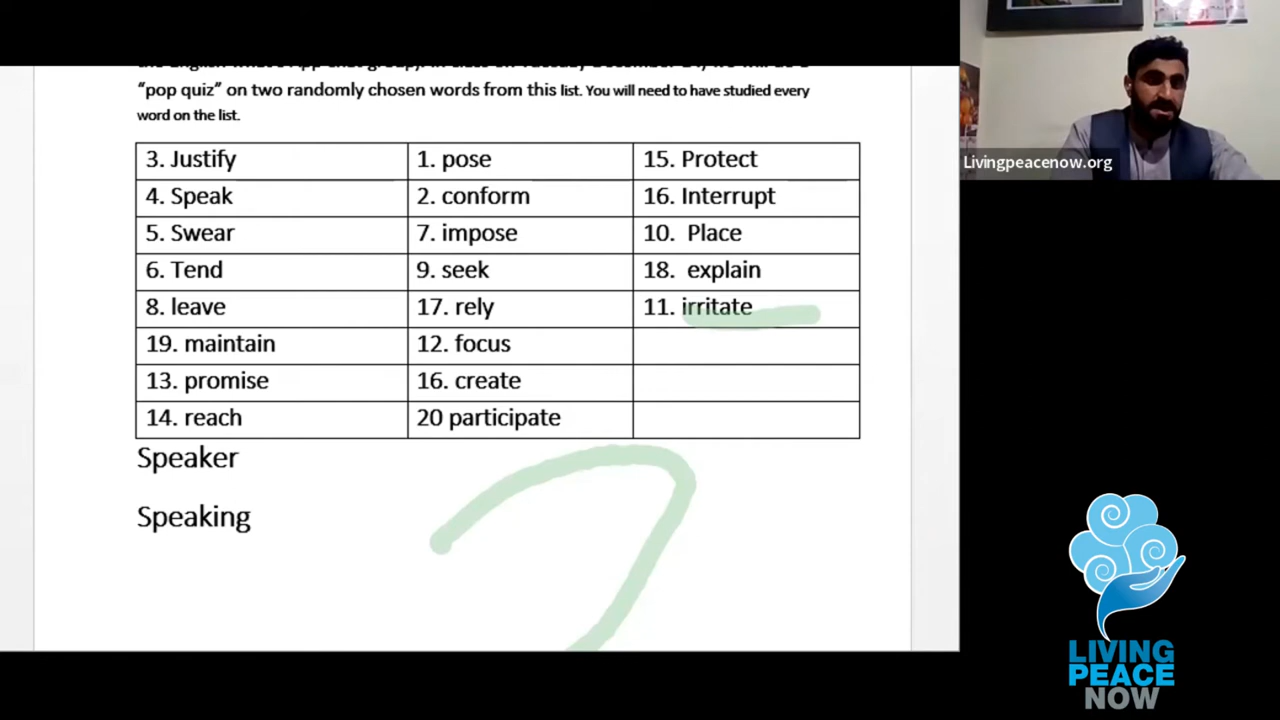 "pop quiz" on two randomly chosen words from this list. You will need to have studied every
word on the list.
3. Justify 1. pose 15. Protect
4. Speak 2. conform 16. Interrupt
5. Swear 7. impose 10. Place
6. Tend 9. seek 18. explain
8. leave 17. rely 11. irritate
19. maintain 12. focus
13. promise 16. create
14. reach 20 participate
Speaker
Speaking
Livingpeacenow.org
LIVING
PEACE
NOW